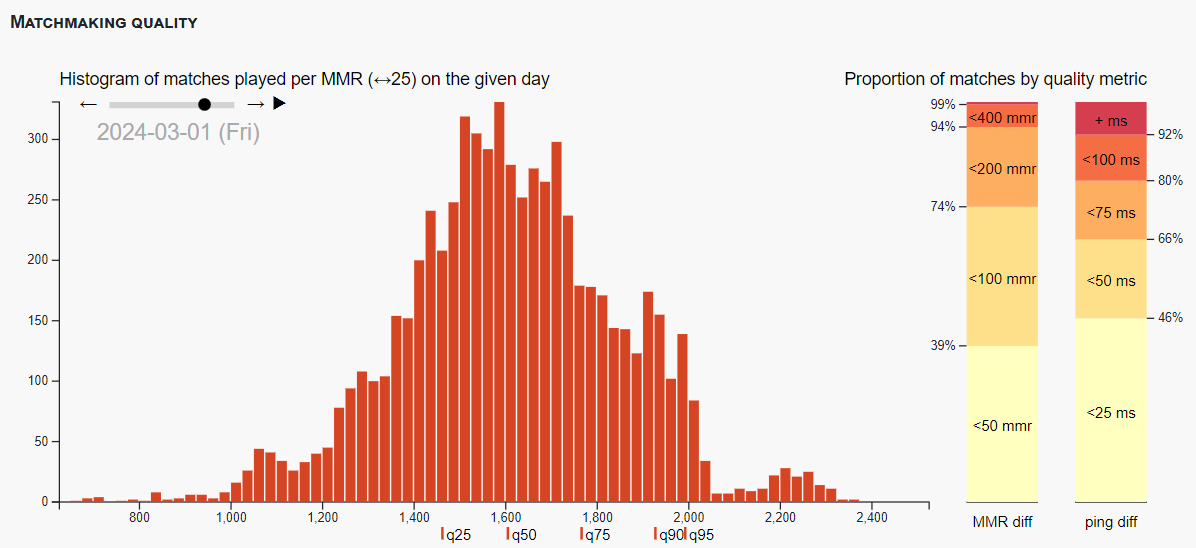 MATCHMAKING QUALITY
Histogram of matches played per MMR (↔25) on the given day
← → ▶
2024-03-01 (Fri)
300
250
200
150
100
50
0
800 1,000 1,200 1,400 1,600 1,800 2,000 2,200 2,400
q25 q50 q75 q90 q95
Proportion of matches by quality metric
99%
94%
74%
39%
<400 mmr
<200 mmr
<100 mmr
<50 mmr
MMR diff
+ ms
<100 ms
<75 ms
<50 ms
<25 ms
ping diff
92%
80%
66%
46%